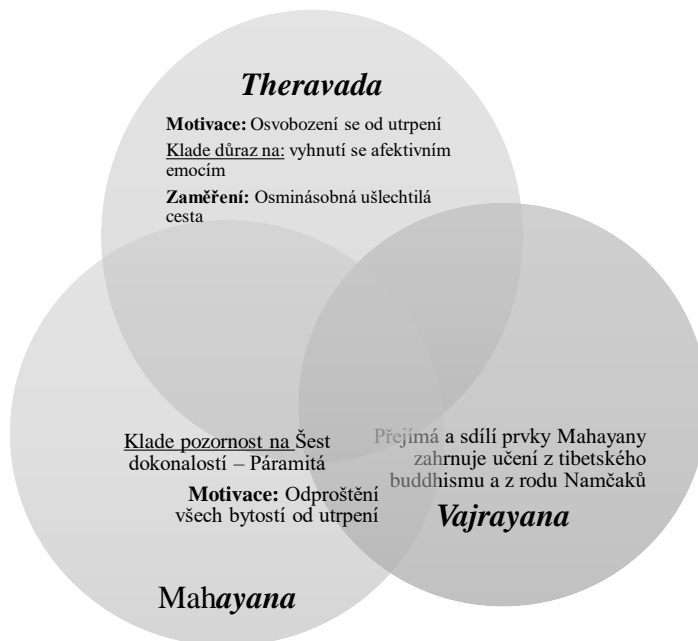 Theravada
Motivace: Osvobození se od utrpení
Klade důraz na: vyhnutí se afektivním
emocím
Zaměření: Osminásobná ušlechtilá
cesta
Klade pozornost na Šest
dokonalostí – Páramitá
Motivace: Odproštění
všech bytostí od utrpení
Mahayana
Přejímá a sdílí prvky Mahayany
zahrnuje učení z tibetského
buddhismu a z rodu Namčaků
Vajrayana